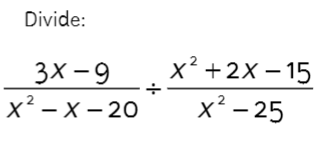 Divide:
3x − 9 / x² − x − 20 ÷ x² + 2x − 15 / x² − 25